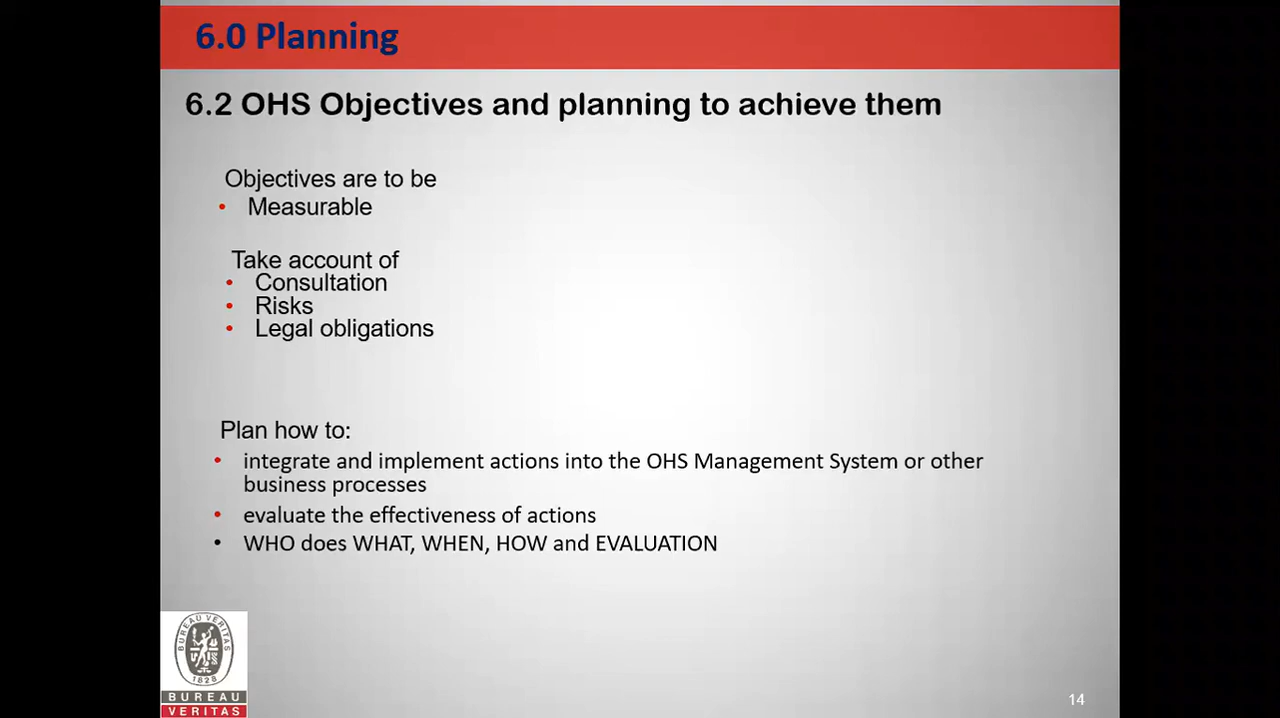 6.0 Planning
6.2 OHS Objectives and planning to achieve them
Objectives are to be
• Measurable
Take account of
• Consultation
• Risks
• Legal obligations
Plan how to:
• integrate and implement actions into the OHS Management System or other
business processes
• evaluate the effectiveness of actions
• WHO does WHAT, WHEN, HOW and EVALUATION
BUREAU VERITAS
1828
BUREAU
VERITAS
14